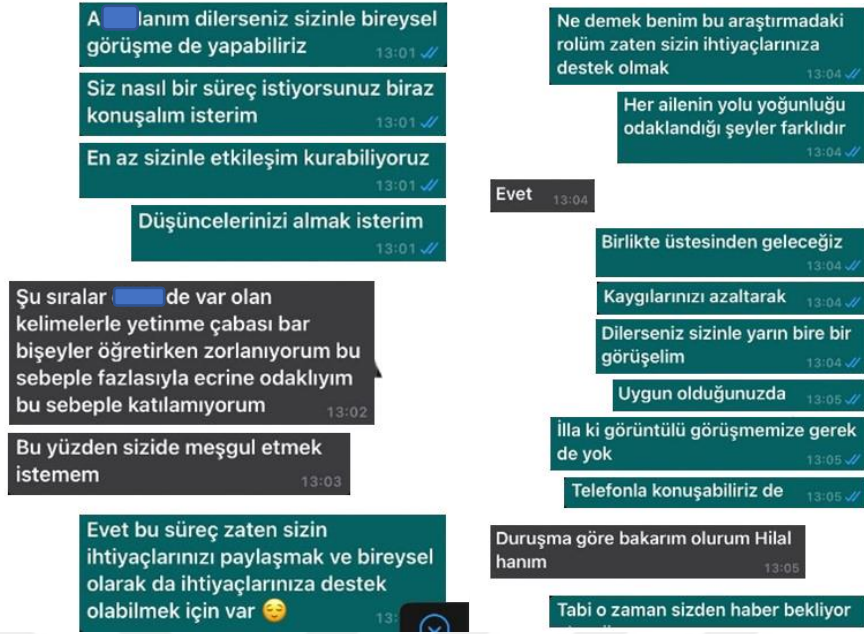 A lanım dilerseniz sizinle bireysel
görüşme de yapabiliriz
13:01
Siz nasıl bir süreç istiyorsunuz biraz
konuşalım isterim
13:01
En az sizinle etkileşim kurabiliyoruz
13:01
Düşüncelerinizi almak isterim
13:01
Şu sıralar de var olan
kelimelerle yetinme çabası bar
bişeyler öğretirken zorlanıyorum bu
sebeple fazlasıyla ecrine odaklıyım
bu sebeple katılamıyorum
13:02
Bu yüzden sizide meşgul etmek
istemem
13:03
Evet bu süreç zaten sizin
ihtiyaçlarınızı paylaşmak ve bireysel
olarak da ihtiyaçlarınıza destek
olabilmek için var 😌
13:
Ne demek benim bu araştırmadaki
rolüm zaten sizin ihtiyaçlarınıza
destek olmak
13:04
Her ailenin yolu yoğunluğu
odaklandığı şeyler farklıdır
13:04
Evet 13:04
Birlikte üstesinden geleceğiz
13:04
Kaygılarınızı azaltarak 13:04
Dilerseniz sizinle yarın bire bir
görüşelim
13:04
Uygun olduğunuzda 13:05
İlla ki görüntülü görüşmemize gerek
de yok
13:05
Telefonla konuşabiliriz de 13:05
Duruşma göre bakarım olurum Hilal
hanım
13:05
Tabi o zaman sizden haber bekliyor